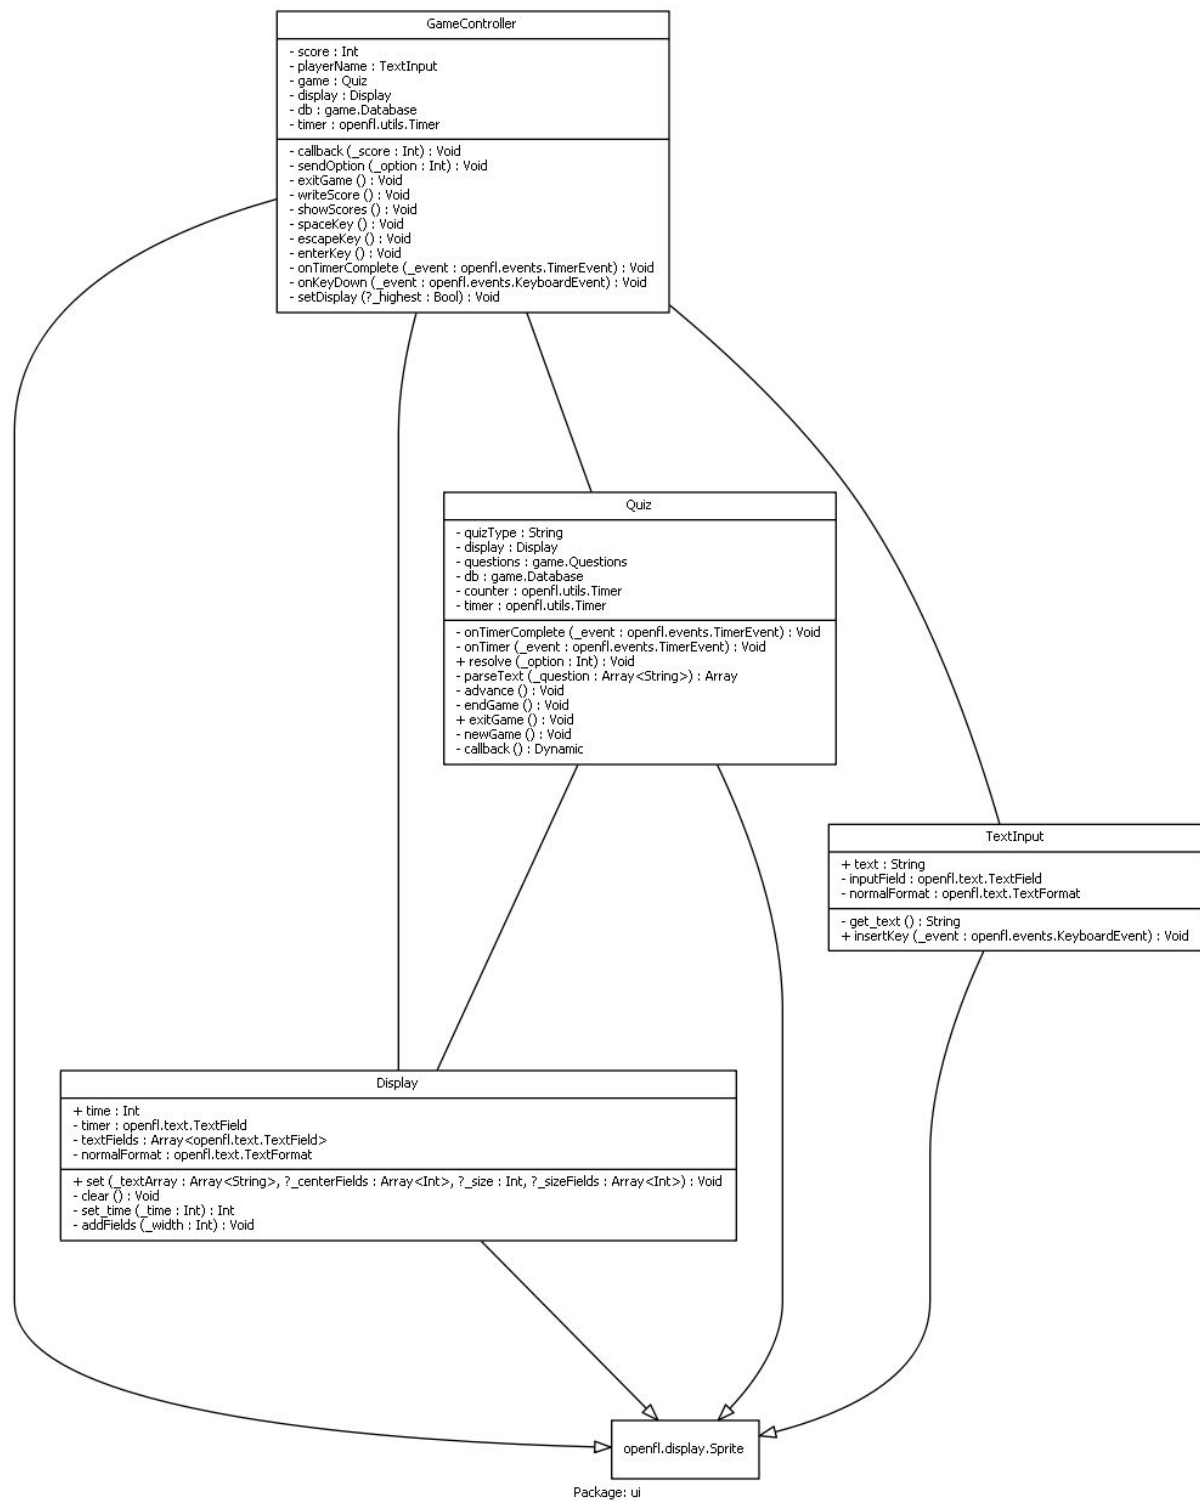 GameController
- score : Int
- playerName : TextInput
- game : Quiz
- display : Display
- db : game.Database
- timer : openfl.utils.Timer
- callback (_score : Int) : Void
- sendOption (_option : Int) : Void
- exitGame () : Void
- writeScore () : Void
- showScores () : Void
- spaceKey () : Void
- escapeKey () : Void
- enterKey () : Void
- onTimerComplete (_event : openfl.events.TimerEvent) : Void
- onKeyDown (_event : openfl.events.KeyboardEvent) : Void
- setDisplay (?_highest : Bool) : Void
Quiz
- quizType : String
- display : Display
- questions : game.Questions
- db : game.Database
- counter : openfl.utils.Timer
- timer : openfl.utils.Timer
- onTimerComplete (_event : openfl.events.TimerEvent) : Void
- onTimer (_event : openfl.events.TimerEvent) : Void
+ resolve (_option : Int) : Void
- parseText (_question : Array<String>) : Array
- advance () : Void
- endGame () : Void
+ exitGame () : Void
- newGame () : Void
- callback () : Dynamic
TextInput
+ text : String
- inputField : openfl.text.TextField
- normalFormat : openfl.text.TextFormat
- get_text () : String
+ insertKey (_event : openfl.events.KeyboardEvent) : Void
Display
+ time : Int
- timer : openfl.text.TextField
- textFields : Array<openfl.text.TextField>
- normalFormat : openfl.text.TextFormat
+ set (_textArray : Array<String>, ?_centerFields : Array<Int>, ?_size : Int, ?_sizeFields : Array<Int>) : Void
- clear () : Void
- set_time (_time : Int) : Int
- addFields (_width : Int) : Void
openfl.display.Sprite
Package: ui